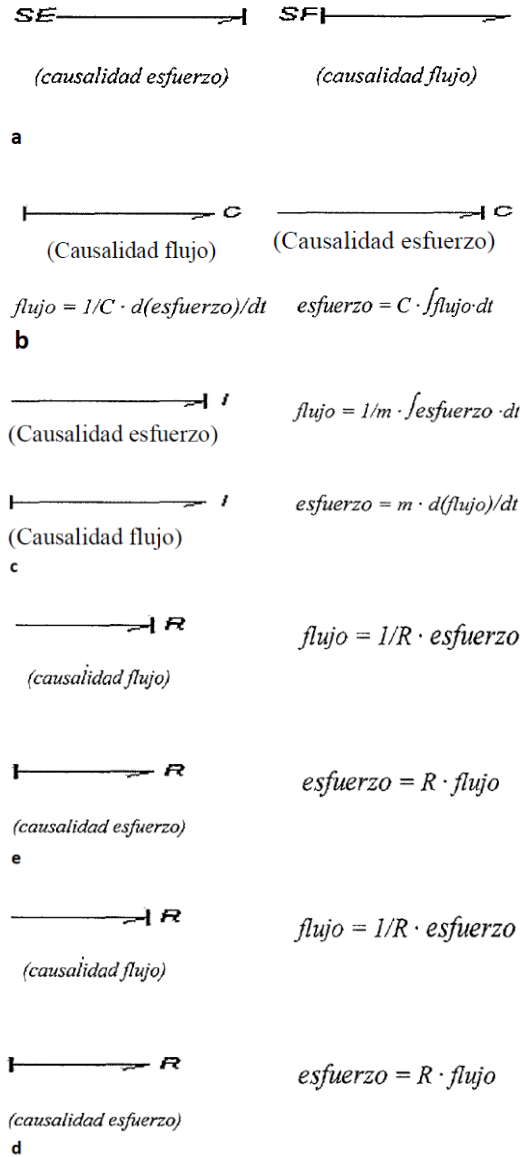 SE SF
(causalidad esfuerzo) (causalidad flujo)
a
C C
(Causalidad flujo) (Causalidad esfuerzo)
flujo = 1/C · d(esfuerzo)/dt esfuerzo = C · ∫flujo·dt
b
I flujo = 1/m · ∫esfuerzo ·dt
(Causalidad esfuerzo)
I esfuerzo = m · d(flujo)/dt
(Causalidad flujo)
c
R flujo = 1/R · esfuerzo
(causalidad flujo)
R esfuerzo = R · flujo
(causalidad esfuerzo)
e
R flujo = 1/R · esfuerzo
(causalidad flujo)
R esfuerzo = R · flujo
(causalidad esfuerzo)
d